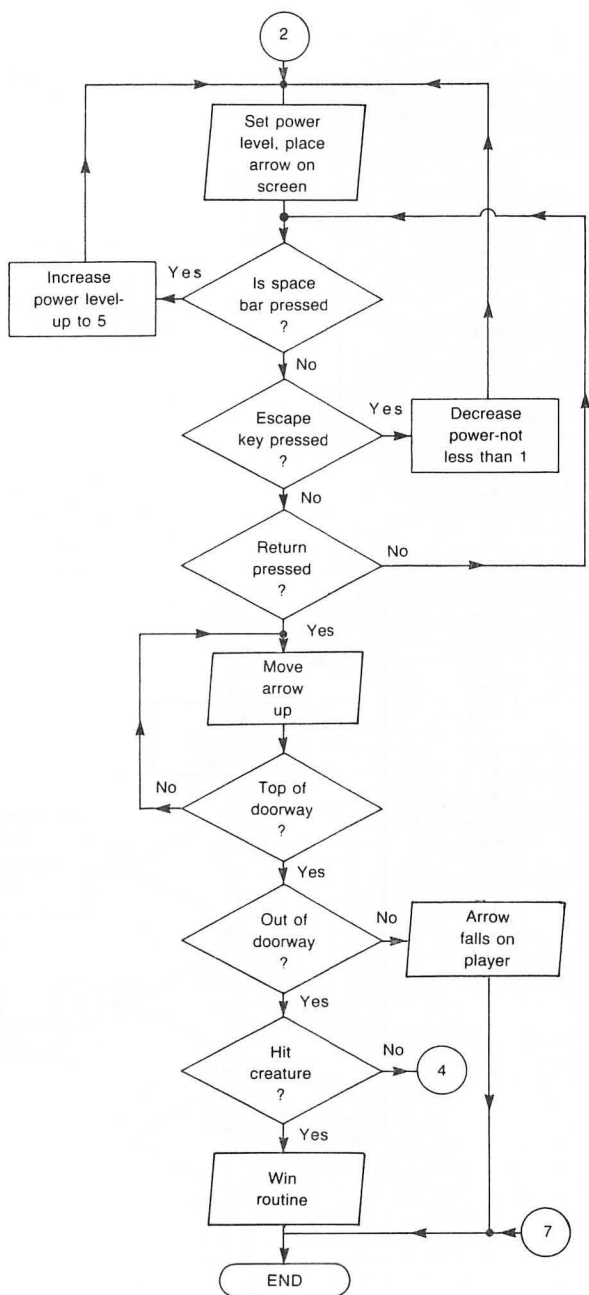 2
Set power
level, place
arrow on
screen
Increase
power level-
up to 5
Yes
Is space
bar pressed
?
No
Escape
key pressed
?
Yes
Decrease
power-not
less than 1
No
Return
pressed
?
No
Yes
Move
arrow
up
No
Top of
doorway
?
Yes
Out of
doorway
?
No
Arrow
falls on
player
Yes
Hit
creature
?
No
4
Yes
Win
routine
7
END